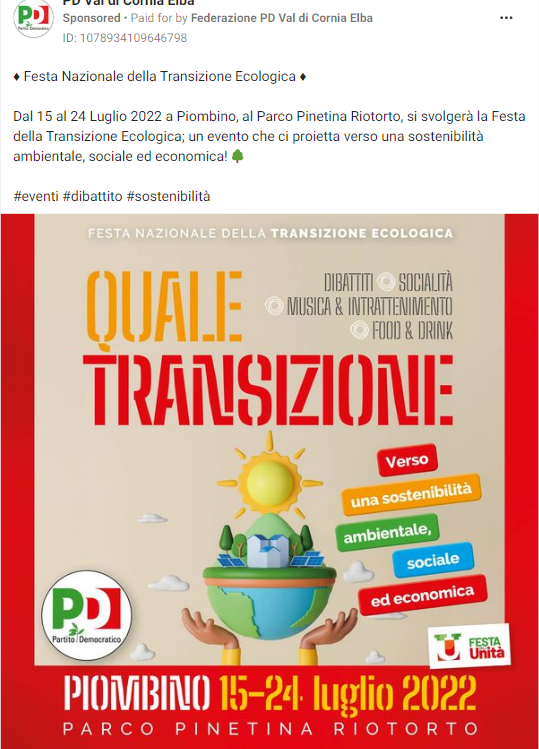 PD Val di Cornia Elba
Sponsored • Paid for by Federazione PD Val di Cornia Elba
ID: 1078934109646798
♦ Festa Nazionale della Transizione Ecologica ♦
Dal 15 al 24 Luglio 2022 a Piombino, al Parco Pinetina Riotorto, si svolgerà la Festa
della Transizione Ecologica; un evento che ci proietta verso una sostenibilità
ambientale, sociale ed economica! 🌳
#eventi #dibattito #sostenibilità
FESTA NAZIONALE DELLA TRANSIZIONE ECOLOGICA
QUALE
TRANSIZIONE
DIBATTITI SOCIALITÀ
MUSICA & INTRATTENIMENTO
FOOD & DRINK
Verso
una sostenibilità
ambientale,
sociale
ed economica
PD
Partito Democratico
FESTA
de l'Unità
PIOMBINO 15-24 luglio 2022
PARCO PINETINA RIOTORTO